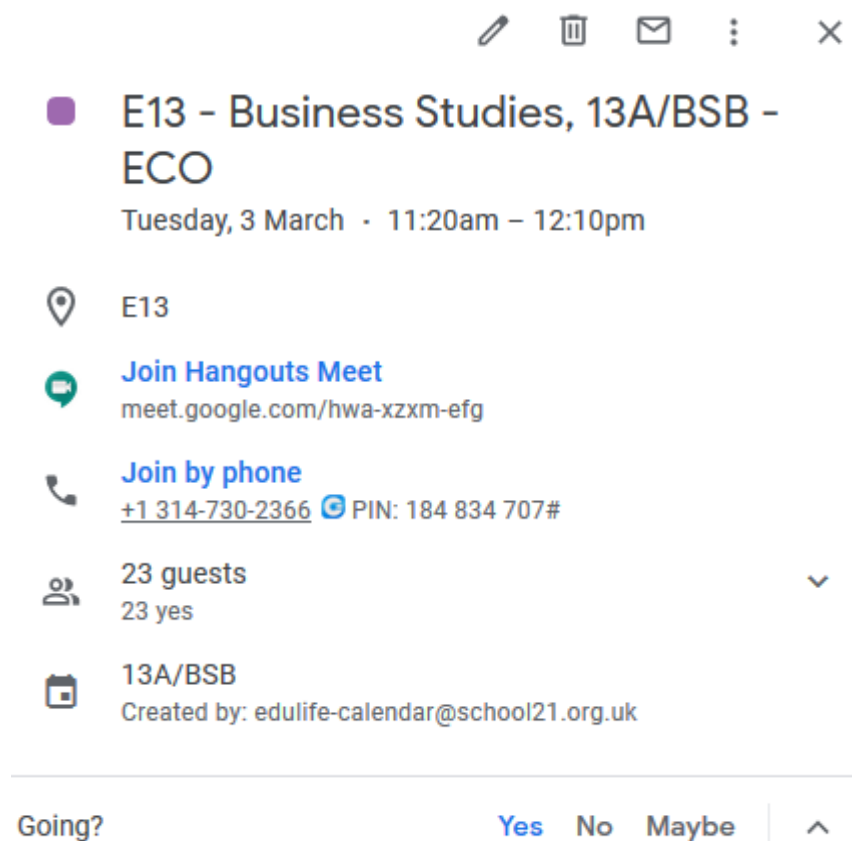 E13 - Business Studies, 13A/BSB -
ECO
Tuesday, 3 March · 11:20am – 12:10pm
E13
Join Hangouts Meet
meet.google.com/hwa-xzxm-efg
Join by phone
+1 314-730-2366 PIN: 184 834 707#
23 guests
23 yes
13A/BSB
Created by: edulife-calendar@school21.org.uk
Going? Yes No Maybe